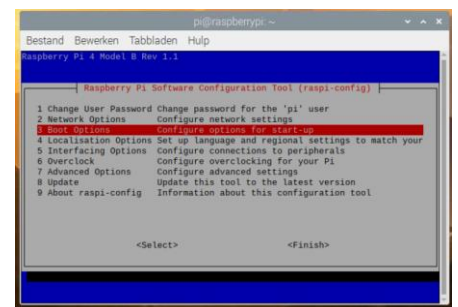 pi@raspberrypi: ~
Bestand Bewerken Tabbladen Hulp
Raspberry Pi 4 Model B Rev 1.1
Raspberry Pi Software Configuration Tool (raspi-config)
1 Change User Password Change password for the 'pi' user
2 Network Options Configure network settings
3 Boot Options Configure options for start-up
4 Localisation Options Set up language and regional settings to match your
5 Interfacing Options Configure connections to peripherals
6 Overclock Configure overclocking for your Pi
7 Advanced Options Configure advanced settings
8 Update Update this tool to the latest version
9 About raspi-config Information about this configuration tool
<Select> <Finish>